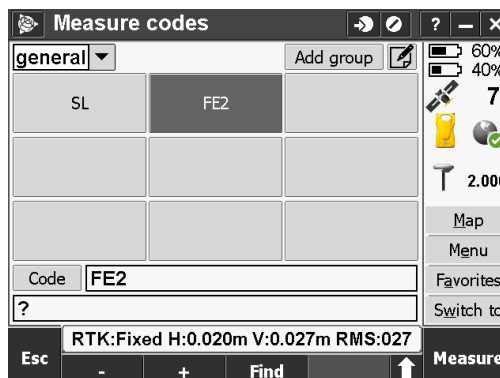 Measure codes ? – ×
general Add group 60%
40%
SL FE2 7
2.000
Map
Menu
Code FE2 Favorites
? Switch to
RTK:Fixed H:0.020m V:0.027m RMS:027
Esc - + Find Measure